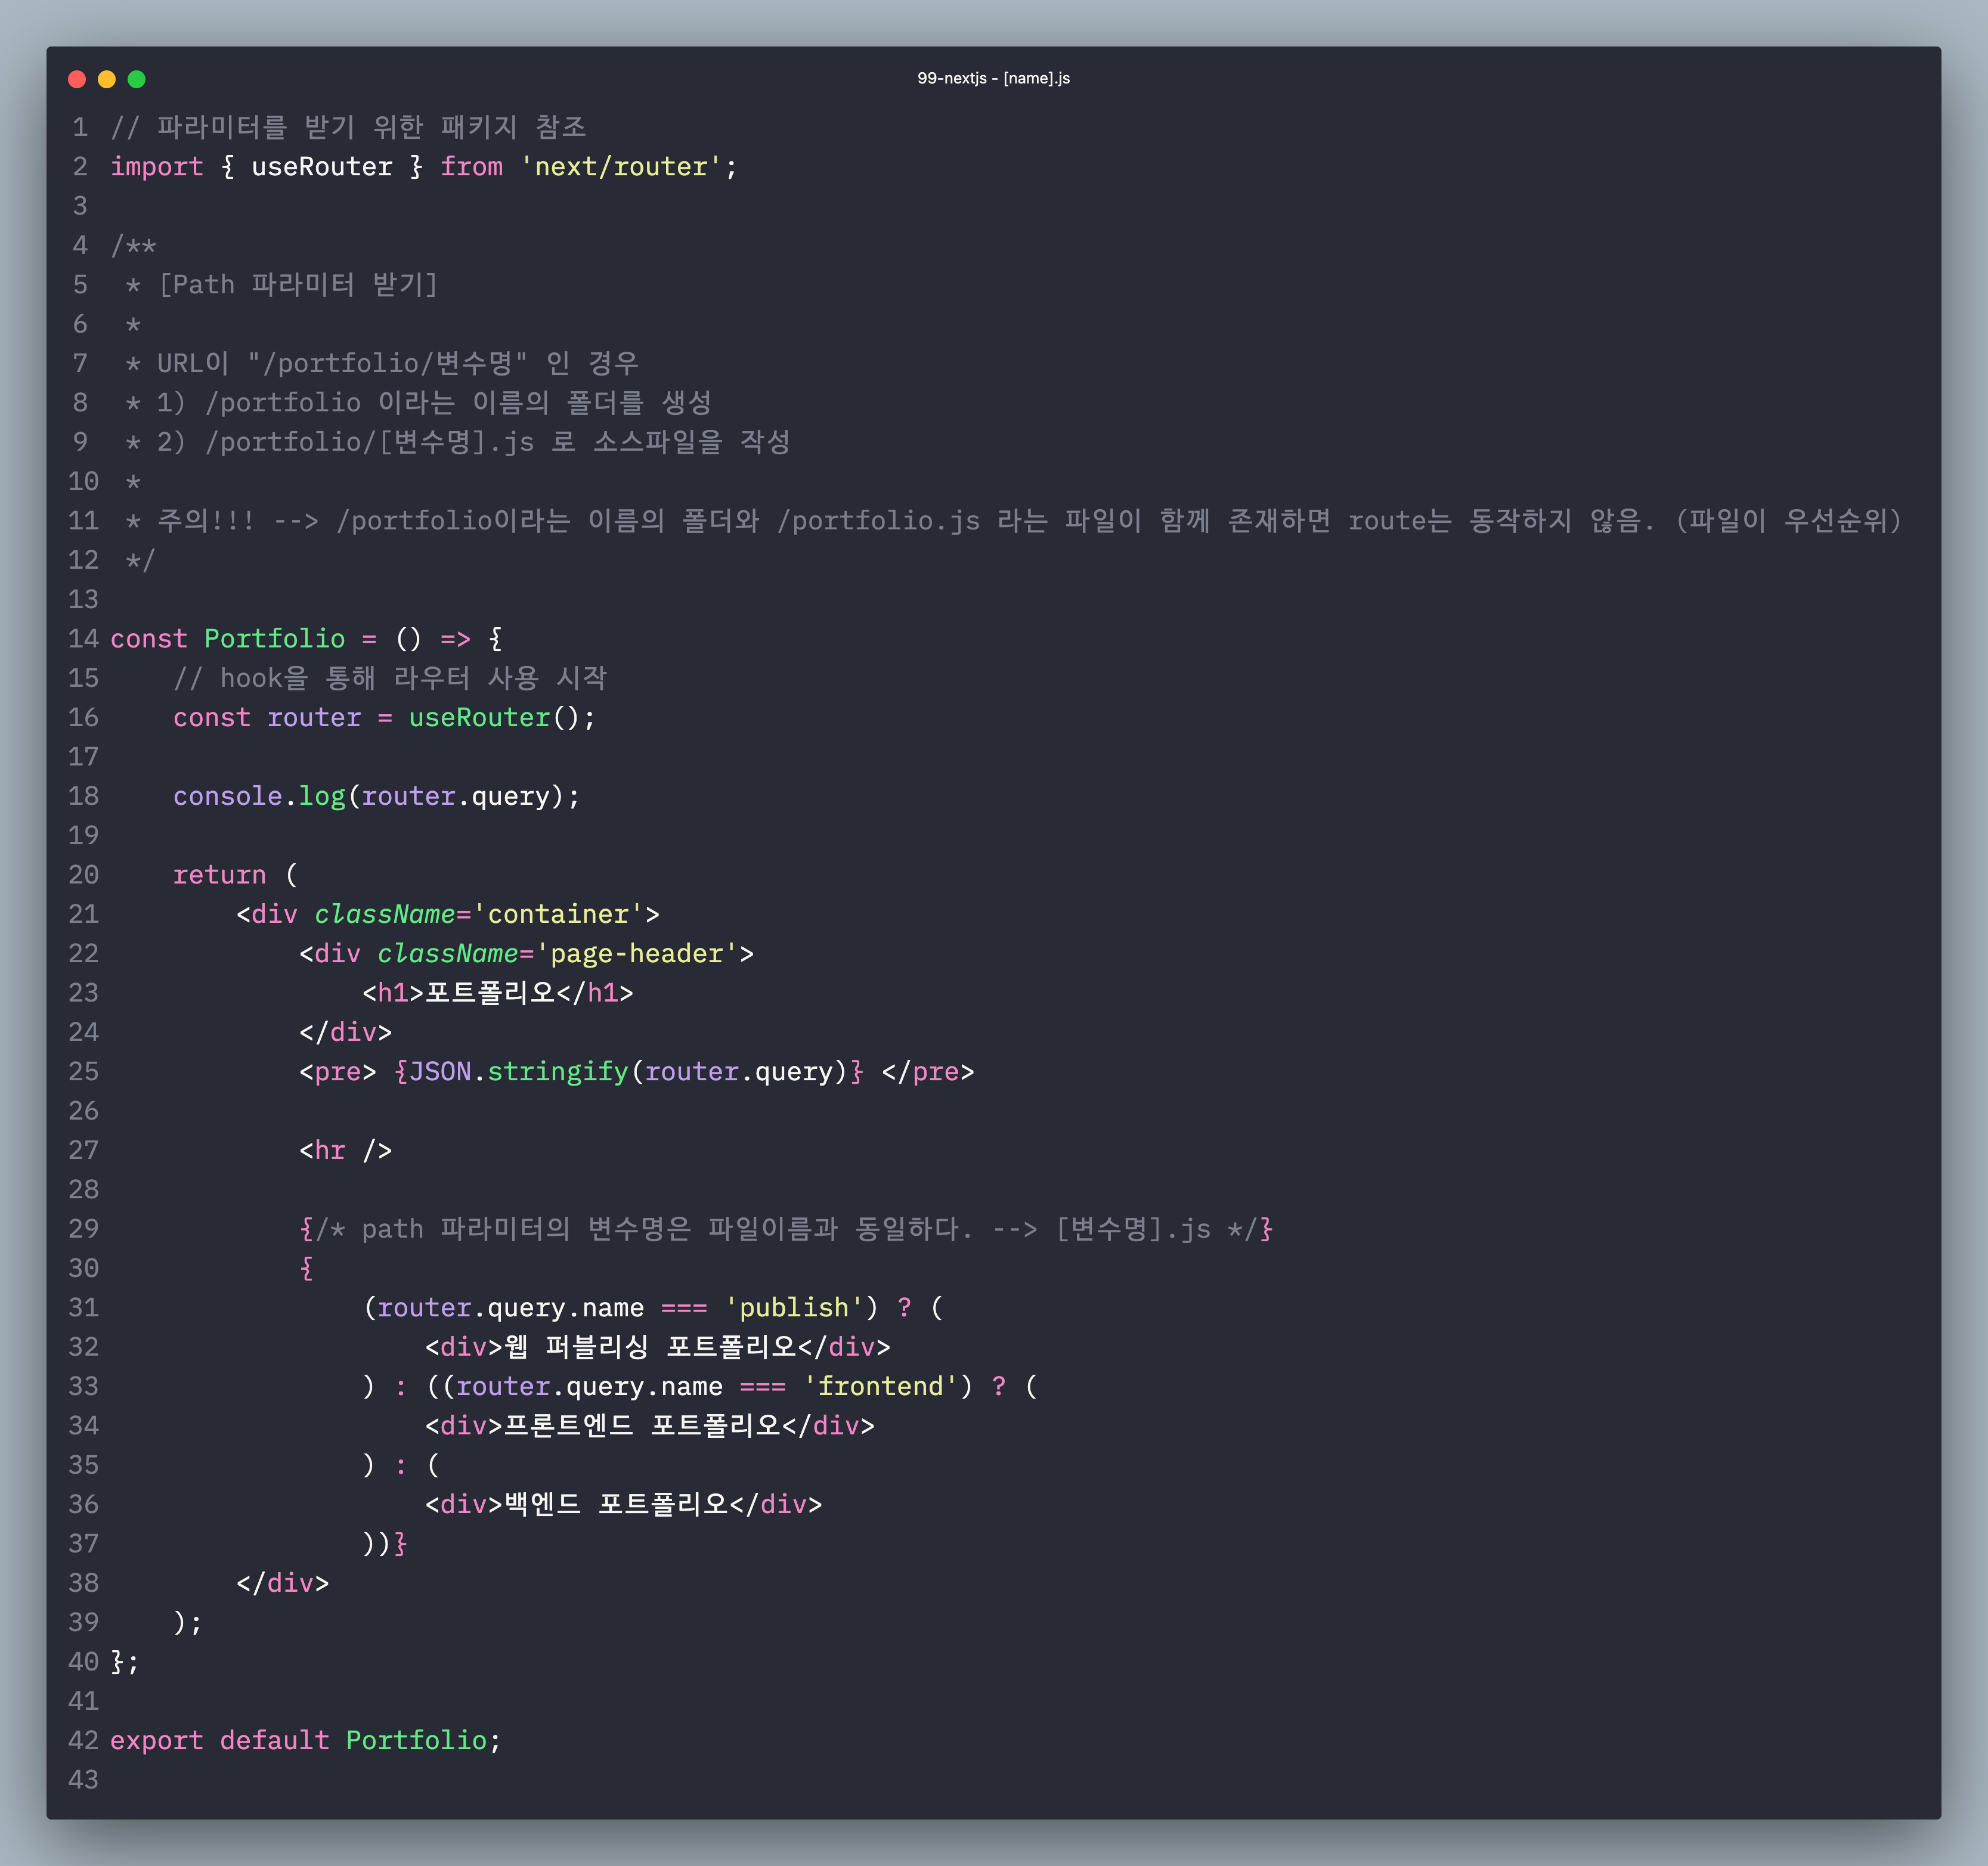 99-nextjs - [name].js
1 // 파라미터를 받기 위한 패키지 참조
2 import { useRouter } from 'next/router';
3
4 /**
5  * [Path 파라미터 받기]
6  *
7  * URL이 "/portfolio/변수명" 인 경우
8  * 1) /portfolio 이라는 이름의 폴더를 생성
9  * 2) /portfolio/[변수명].js 로 소스파일을 작성
10  *
11  * 주의!!! --> /portfolio이라는 이름의 폴더와 /portfolio.js 라는 파일이 함께 존재하면 route는 동작하지 않음. (파일이 우선순위)
12  */
13
14 const Portfolio = () => {
15     // hook을 통해 라우터 사용 시작
16     const router = useRouter();
17
18     console.log(router.query);
19
20     return (
21         <div className='container'>
22             <div className='page-header'>
23                 <h1>포트폴리오</h1>
24             </div>
25             <pre> {JSON.stringify(router.query)} </pre>
26
27             <hr />
28
29             {/* path 파라미터의 변수명은 파일이름과 동일하다. --> [변수명].js */}
30             {
31                 (router.query.name === 'publish') ? (
32                     <div>웹 퍼블리싱 포트폴리오</div>
33                 ) : ((router.query.name === 'frontend') ? (
34                     <div>프론트엔드 포트폴리오</div>
35                 ) : (
36                     <div>백엔드 포트폴리오</div>
37                 ))}
38         </div>
39     );
40 };
41
42 export default Portfolio;
43